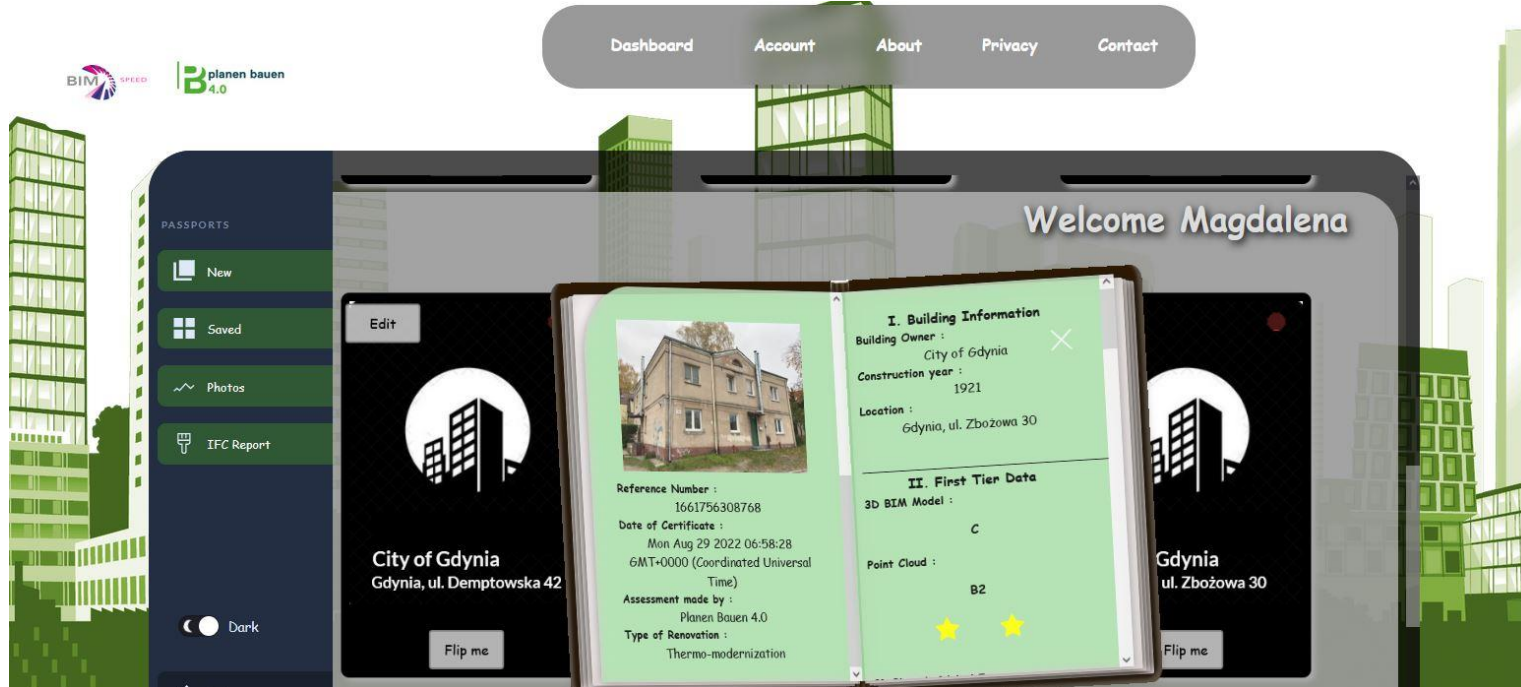 Dashboard
Account
About
Privacy
Contact
BIM SPEED
planen bauen
4.0
Welcome Magdalena
PASSPORTS
New
Saved
Photos
IFC Report
Dark
Edit
City of Gdynia
Gdynia, ul. Demptowska 42
Flip me
Reference Number :
1661756308768
Date of Certificate :
Mon Aug 29 2022 06:58:28
GMT+0000 (Coordinated Universal
Time)
Assessment made by :
Planen Bauen 4.0
Type of Renovation :
Thermo-modernization
I. Building Information
Building Owner :
City of Gdynia
Construction year :
1921
Location :
Gdynia, ul. Zbożowa 30
II. First Tier Data
3D BIM Model :
C
Point Cloud :
B2
Gdynia
ul. Zbożowa 30
Flip me